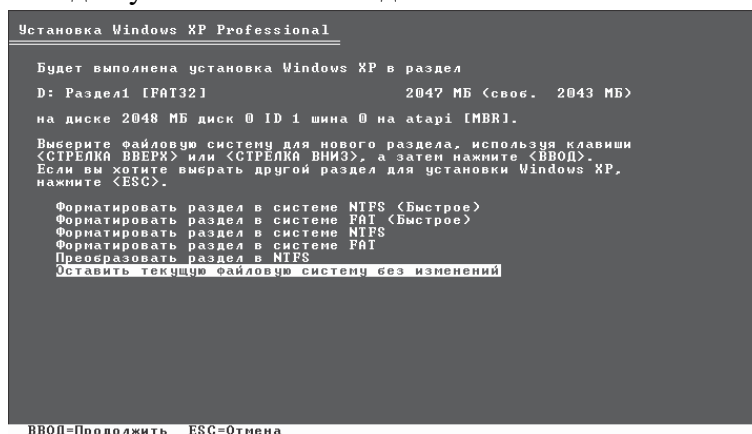 Установка Windows XP Professional
Будет выполнена установка Windows XP в раздел
D: Раздел1 [FAT32] 2047 МБ (своб. 2043 МБ)
на диске 2048 МБ диск 0 ID 1 шина 0 на atapi [MBR].
Выберите файловую систему для нового раздела, используя клавиши
<СТРЕЛКА ВВЕРХ> или <СТРЕЛКА ВНИЗ>, а затем нажмите <ВВОД>.
Если вы хотите выбрать другой раздел для установки Windows XP,
нажмите <ESC>.
Форматировать раздел в системе NTFS <Быстрое>
Форматировать раздел в системе FAT <Быстрое>
Форматировать раздел в системе NTFS
Форматировать раздел в системе FAT
Преобразовать раздел в NTFS
Оставить текущую файловую систему без изменений
ВВОД=Продолжить ESC=Отмена